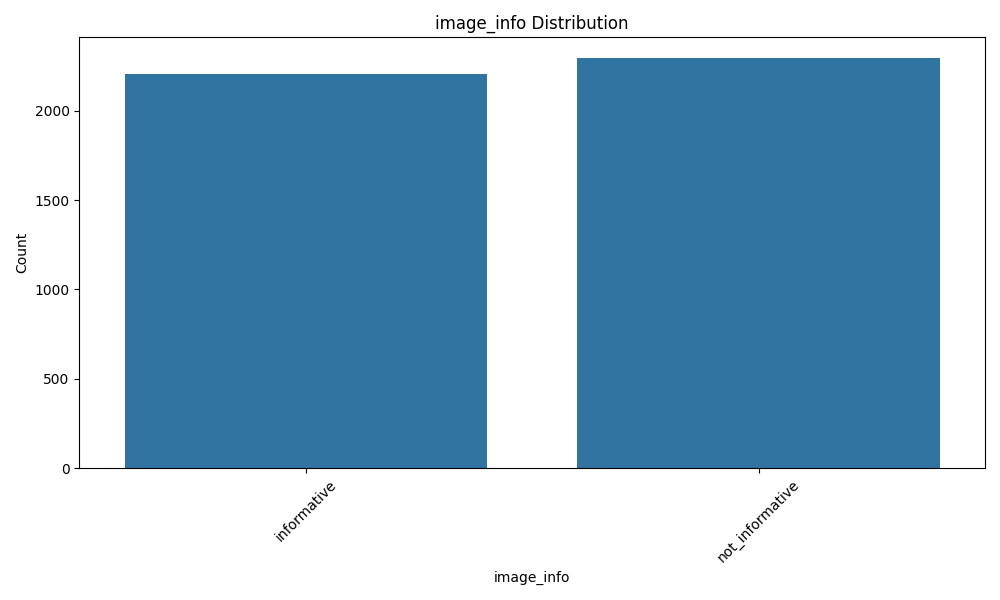 image_info Distribution
Count
2000
1500
1000
500
0
informative
not_informative
image_info